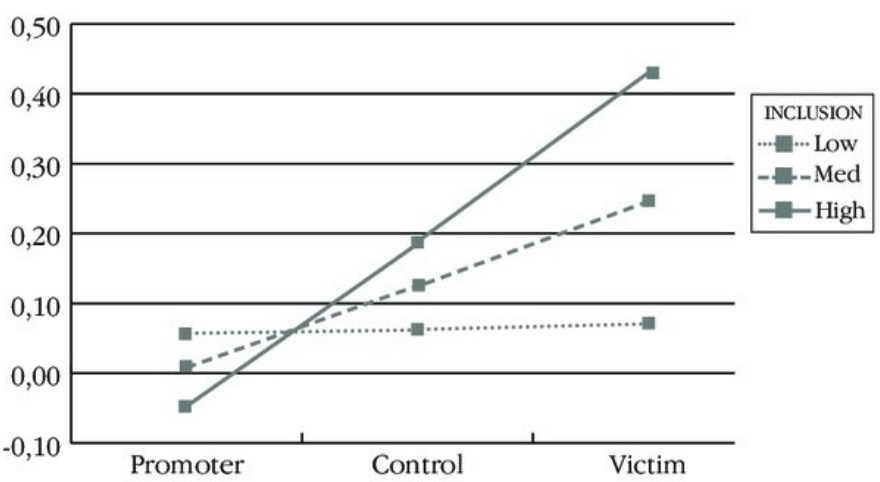 0,50
0,40
0,30
0,20
0,10
0,00
-0,10
Promoter Control Victim
INCLUSION
Low
Med
High